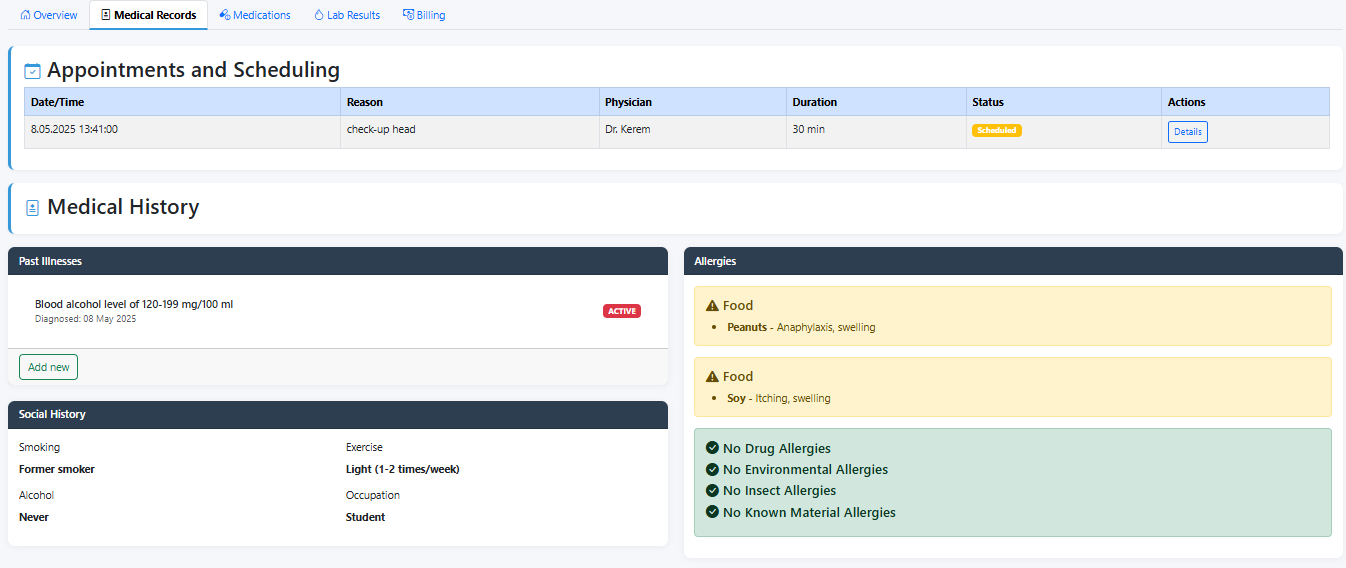 Overview Medical Records Medications Lab Results Billing
Appointments and Scheduling
Date/Time Reason Physician Duration Status Actions
8.05.2025 13:41:00 check-up head Dr. Kerem 30 min Scheduled Details
Medical History
Past Illnesses
Blood alcohol level of 120-199 mg/100 ml ACTIVE
Diagnosed: 08 May 2025
Add new
Social History
Smoking Exercise
Former smoker Light (1-2 times/week)
Alcohol Occupation
Never Student
Allergies
Food
• Peanuts - Anaphylaxis, swelling
Food
• Soy - Itching, swelling
No Drug Allergies
No Environmental Allergies
No Insect Allergies
No Known Material Allergies